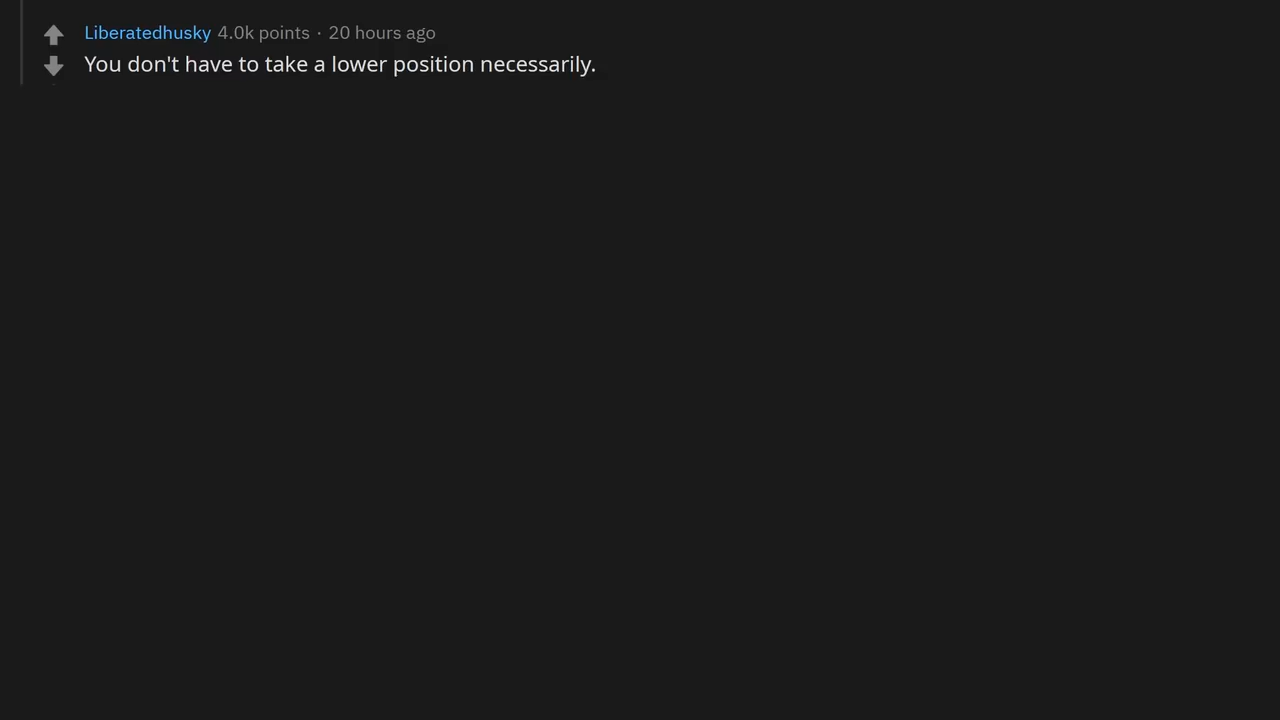 Liberatedhusky 4.0k points · 20 hours ago
You don't have to take a lower position necessarily.